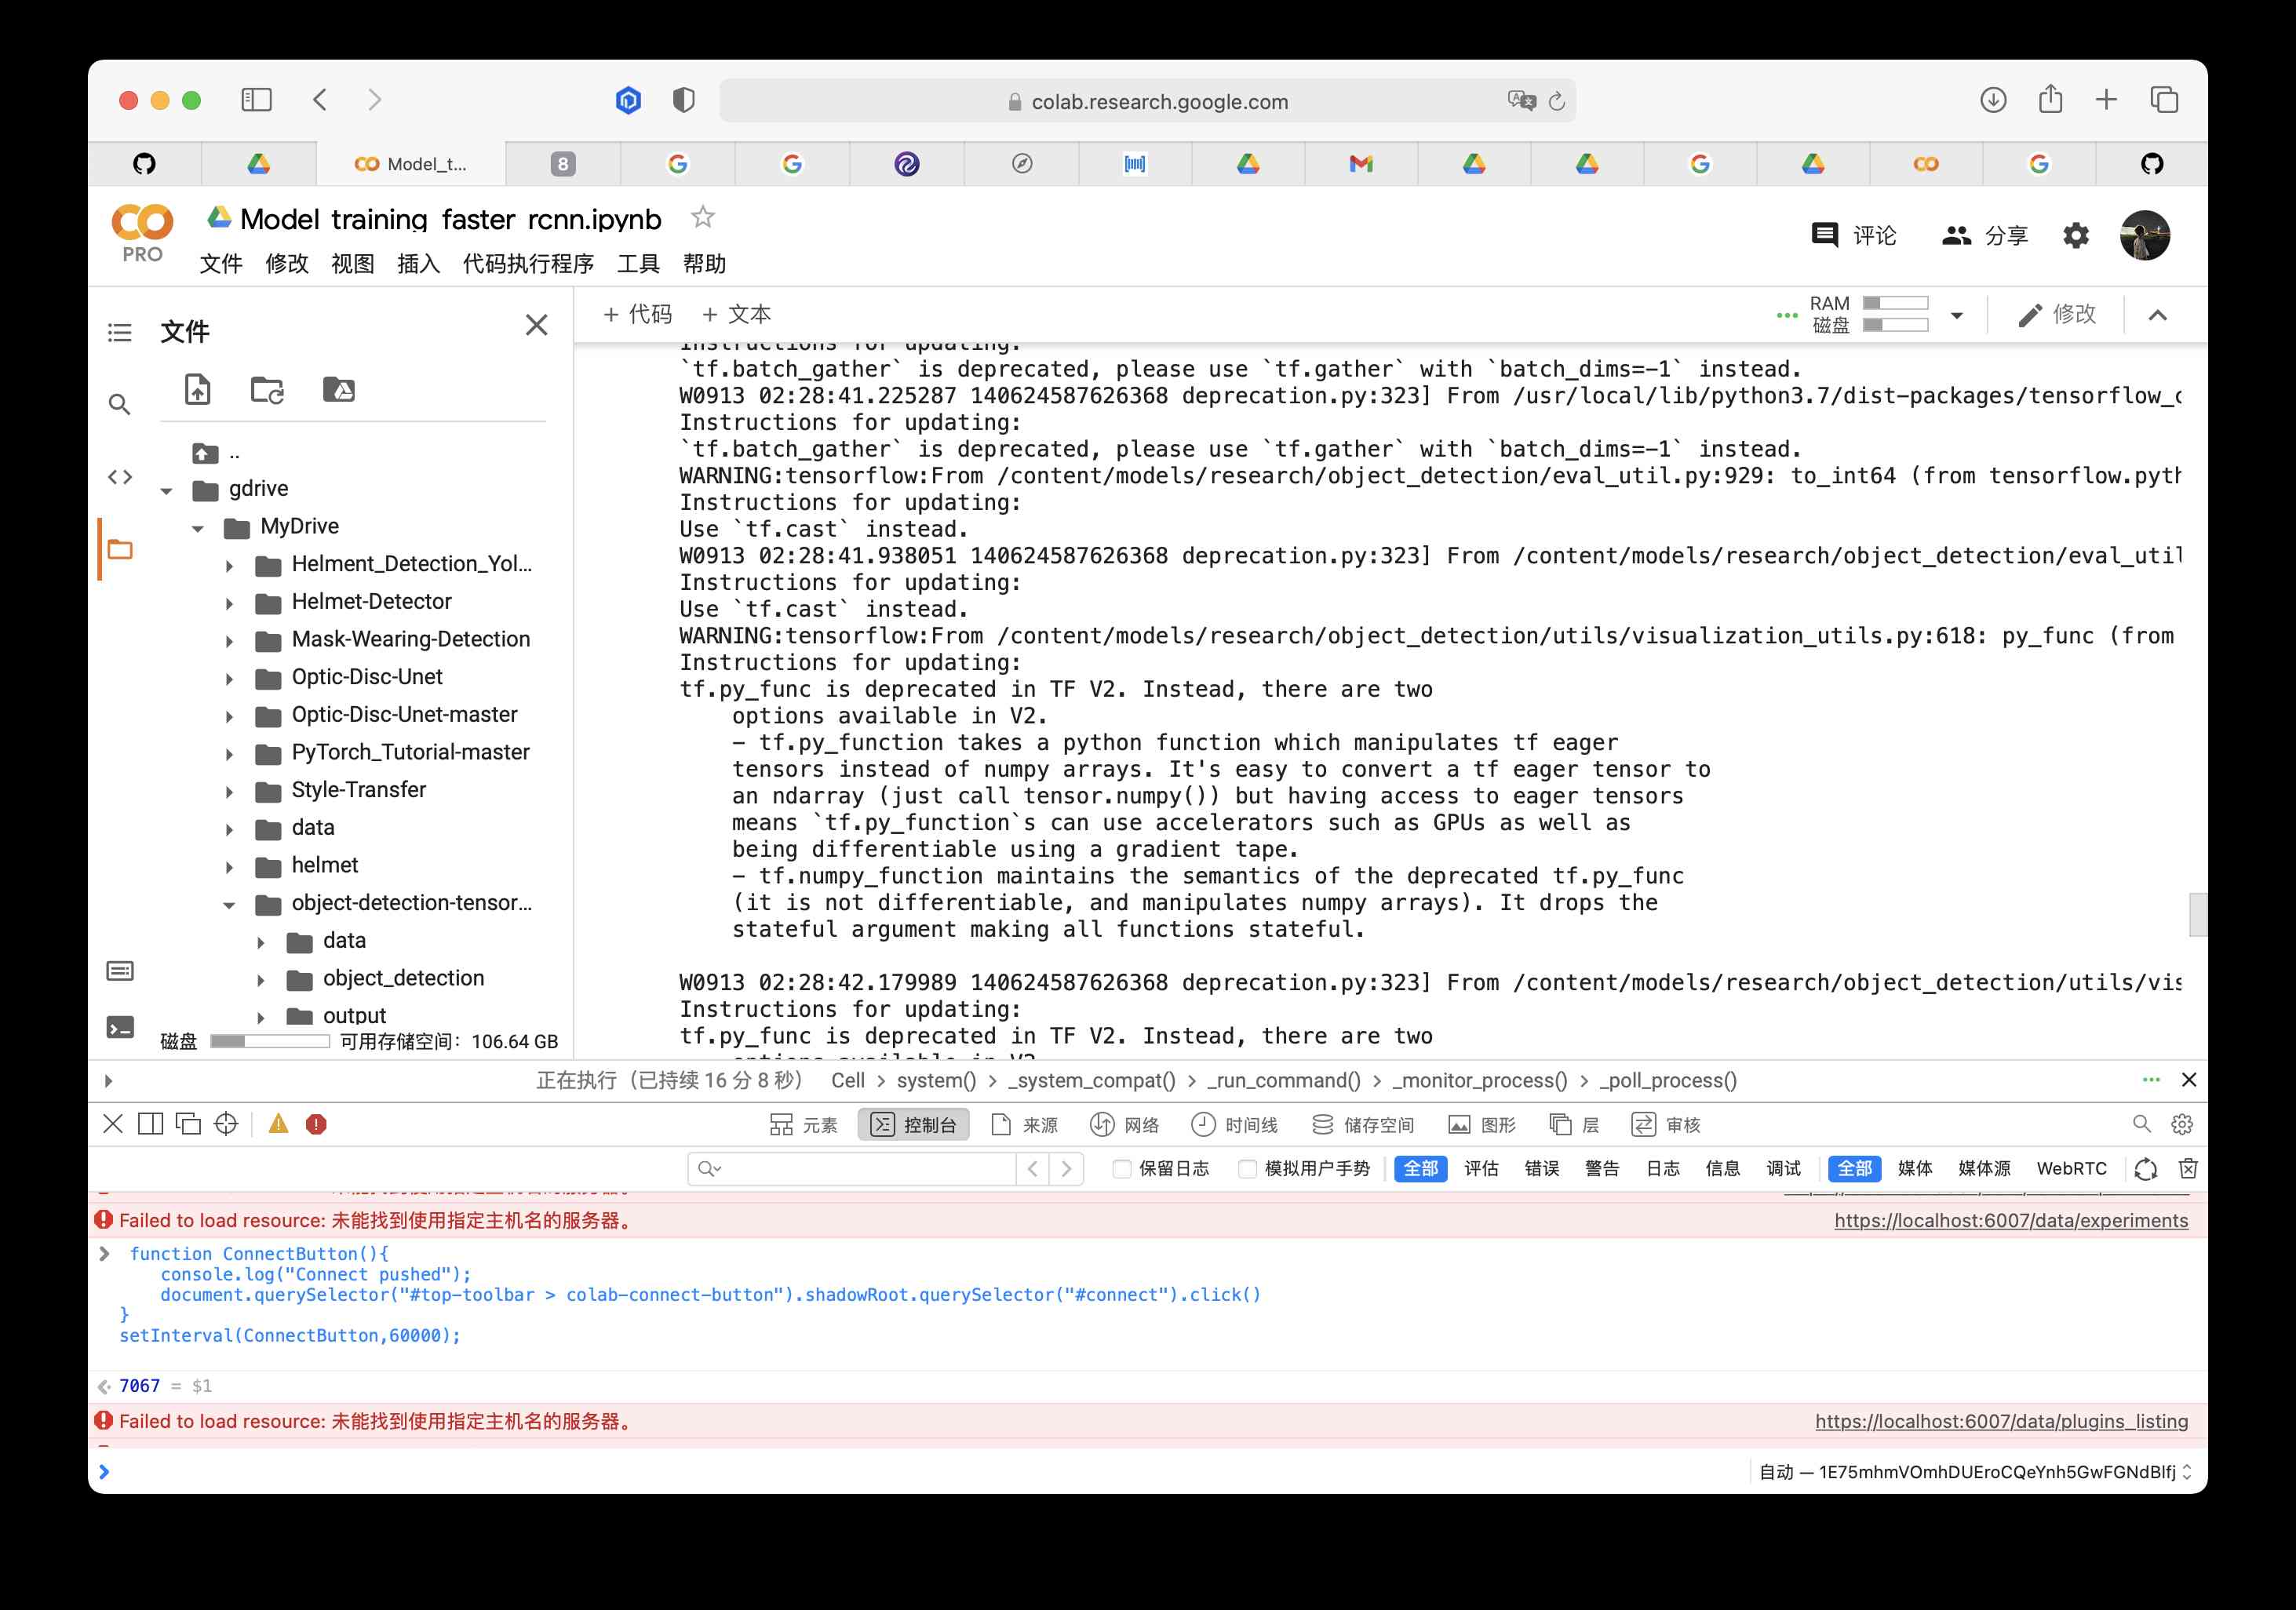 colab.research.google.com
Model_t...
8
PRO
Model training faster rcnn.ipynb
评论
分享
文件 修改 视图 插入 代码执行程序 工具 帮助
文件
+ 代码 + 文本
RAM
磁盘
修改
..
gdrive
MyDrive
Helment_Detection_Yol...
Helmet-Detector
Mask-Wearing-Detection
Optic-Disc-Unet
Optic-Disc-Unet-master
PyTorch_Tutorial-master
Style-Transfer
data
helmet
object-detection-tensor...
data
object_detection
output
磁盘 可用存储空间：106.64 GB
Instructions for updating:
`tf.batch_gather` is deprecated, please use `tf.gather` with `batch_dims=-1` instead.
W0913 02:28:41.225287 140624587626368 deprecation.py:323] From /usr/local/lib/python3.7/dist-packages/tensorflow_c
Instructions for updating:
`tf.batch_gather` is deprecated, please use `tf.gather` with `batch_dims=-1` instead.
WARNING:tensorflow:From /content/models/research/object_detection/eval_util.py:929: to_int64 (from tensorflow.pyth
Instructions for updating:
Use `tf.cast` instead.
W0913 02:28:41.938051 140624587626368 deprecation.py:323] From /content/models/research/object_detection/eval_util
Instructions for updating:
Use `tf.cast` instead.
WARNING:tensorflow:From /content/models/research/object_detection/utils/visualization_utils.py:618: py_func (from
Instructions for updating:
tf.py_func is deprecated in TF V2. Instead, there are two
options available in V2.
- tf.py_function takes a python function which manipulates tf eager
tensors instead of numpy arrays. It's easy to convert a tf eager tensor to
an ndarray (just call tensor.numpy()) but having access to eager tensors
means `tf.py_function`s can use accelerators such as GPUs as well as
being differentiable using a gradient tape.
- tf.numpy_function maintains the semantics of the deprecated tf.py_func
(it is not differentiable, and manipulates numpy arrays). It drops the
stateful argument making all functions stateful.
W0913 02:28:42.179989 140624587626368 deprecation.py:323] From /content/models/research/object_detection/utils/vis
Instructions for updating:
tf.py_func is deprecated in TF V2. Instead, there are two
options available in V2.
正在执行（已持续 16 分 8 秒） Cell > system() > _system_compat() > _run_command() > _monitor_process() > _poll_process()
元素 控制台 来源 网络 时间线 储存空间 图形 层 审核
保留日志 模拟用户手势 全部 评估 错误 警告 日志 信息 调试 全部 媒体 媒体源 WebRTC
Failed to load resource: 未能找到使用指定主机名的服务器。 https://localhost:6007/data/experiments
function ConnectButton(){
console.log("Connect pushed");
document.querySelector("#top-toolbar > colab-connect-button").shadowRoot.querySelector("#connect").click()
}
setInterval(ConnectButton,60000);
7067 = $1
Failed to load resource: 未能找到使用指定主机名的服务器。 https://localhost:6007/data/plugins_listing
自动 — 1E75mhmVOmhDUEroCQeYnh5GwFGNdBlfj